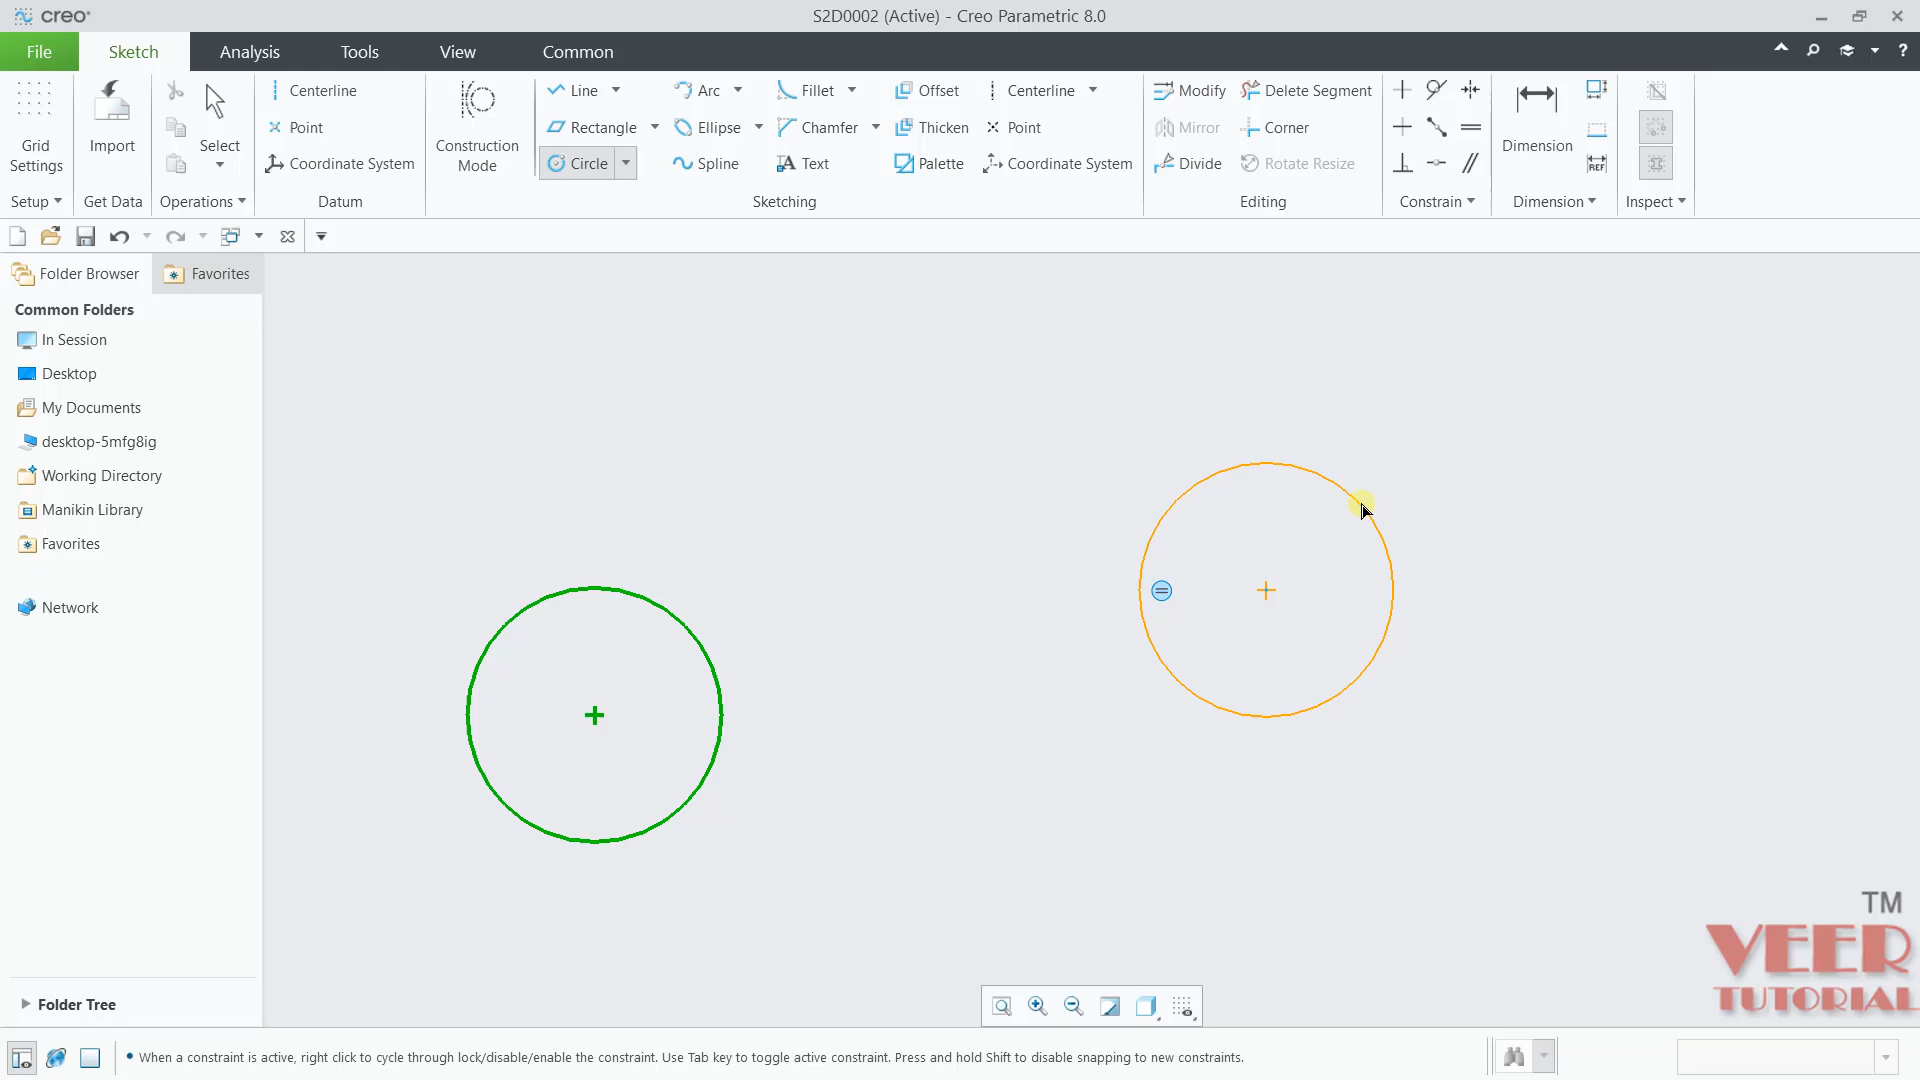 creo
S2D0002 (Active) - Creo Parametric 8.0
File
Sketch
Analysis
Tools
View
Common
Grid Settings
Import
Select
Centerline
Point
Coordinate System
Construction Mode
Line
Rectangle
Circle
Arc
Ellipse
Spline
Fillet
Chamfer
Text
Offset
Thicken
Palette
Centerline
Point
Coordinate System
Modify
Mirror
Divide
Delete Segment
Corner
Rotate Resize
Dimension
REF
Setup
Get Data
Operations
Datum
Sketching
Editing
Constrain
Dimension
Inspect
Folder Browser
Favorites
Common Folders
In Session
Desktop
My Documents
desktop-5mfg8ig
Working Directory
Manikin Library
Favorites
Network
Folder Tree
TM
VEER
TUTORIAL
When a constraint is active, right click to cycle through lock/disable/enable the constraint. Use Tab key to toggle active constraint. Press and hold Shift to disable snapping to new constraints.